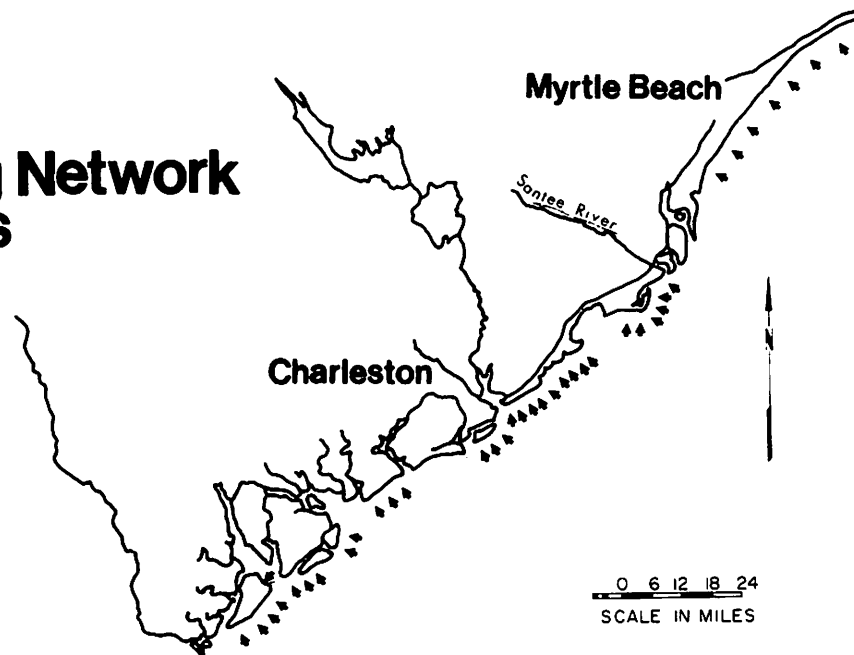 Network
s
Myrtle Beach
Santee River
Charleston
N
0 6 12 18 24
SCALE IN MILES